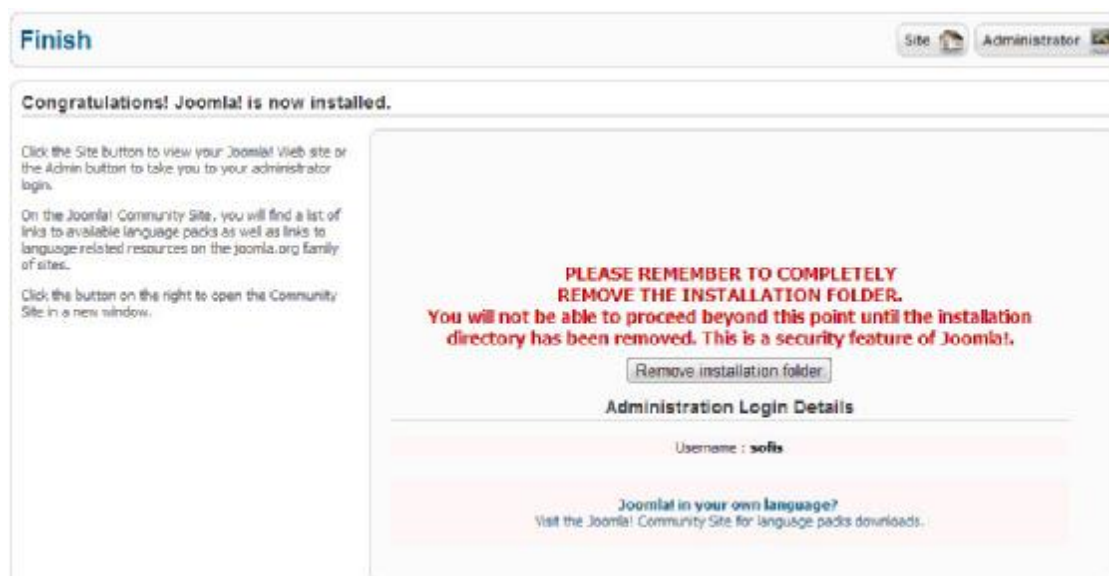 Finish
Site
Administrator
Congratulations! Joomla! is now installed.
Click the Site button to view your Joomla! Web site or
the Admin button to take you to your administrator
login.
On the Joomla! Community Site, you will find a list of
links to available language packs as well as links to
language related resources on the joomla.org family
of sites.
Click the button on the right to open the Community
Site in a new window.
PLEASE REMEMBER TO COMPLETELY
REMOVE THE INSTALLATION FOLDER.
You will not be able to proceed beyond this point until the installation
directory has been removed. This is a security feature of Joomla!.
Remove installation folder
Administration Login Details
Username : sofis
Joomla! in your own language?
Visit the Joomla! Community Site for language packs downloads.